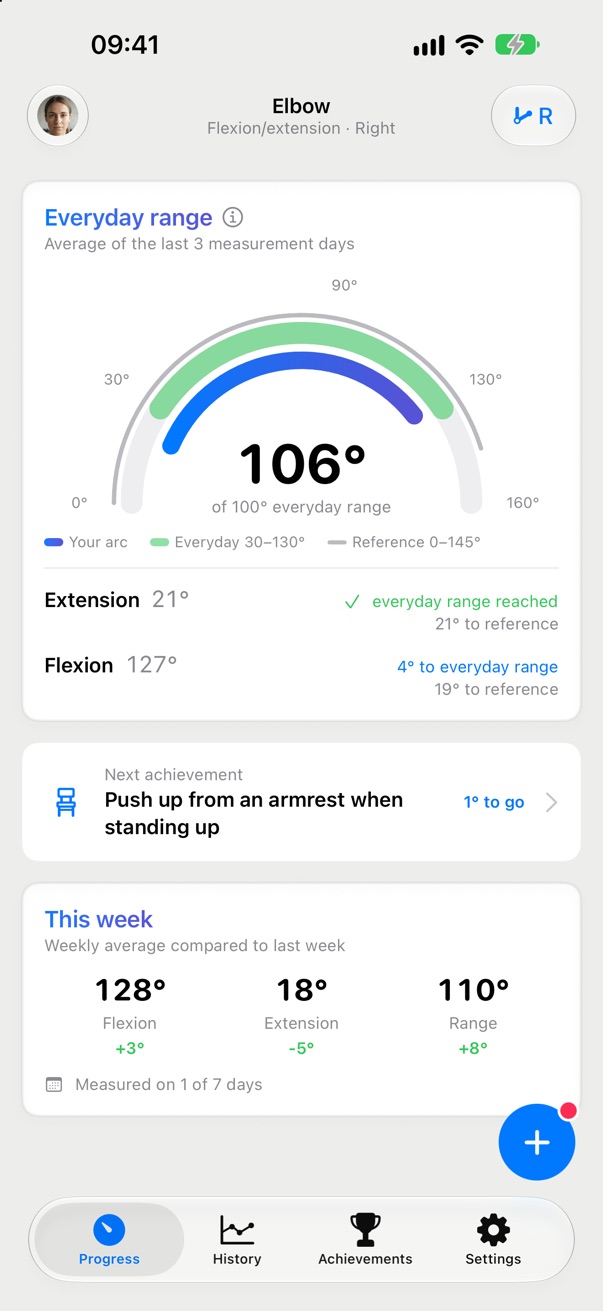 09:41
Elbow
Flexion/extension · Right
R
Everyday range
Average of the last 3 measurement days
90°
30°
130°
0°
160°
106°
of 100° everyday range
Your arc
Everyday 30–130°
Reference 0–145°
Extension 21°
everyday range reached
21° to reference
Flexion 127°
4° to everyday range
19° to reference
Next achievement
Push up from an armrest when
standing up
1° to go
This week
Weekly average compared to last week
128° 18° 110°
Flexion Extension Range
+3° -5° +8°
Measured on 1 of 7 days
Progress History Achievements Settings